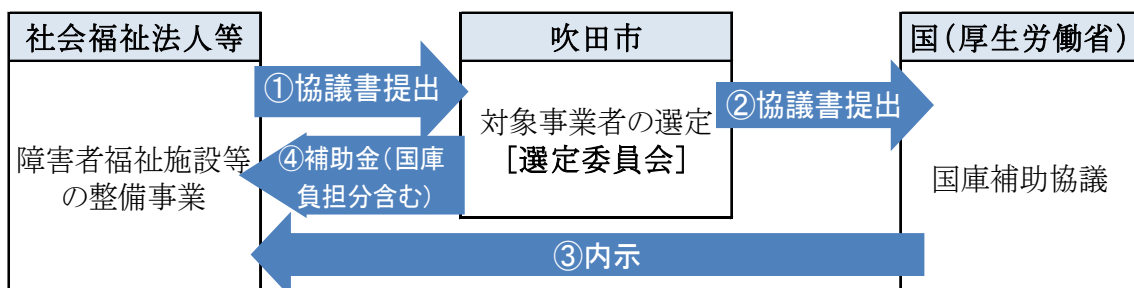 社会福祉法人等
障害者福祉施設等
の整備事業
①協議書提出
④補助金(国庫
負担分含む)
吹田市
対象事業者の選定
[選定委員会]
②協議書提出
国(厚生労働省)
国庫補助協議
③内示